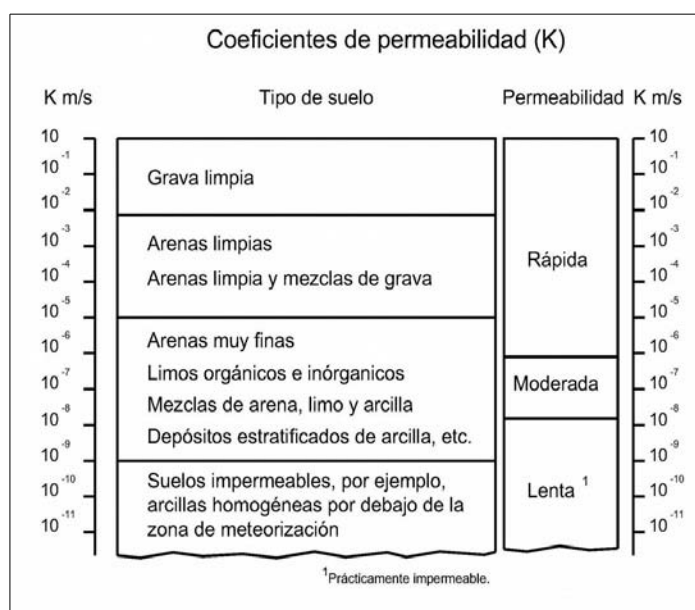 Coeficientes de permeabilidad (K)
K m/s Tipo de suelo Permeabilidad K m/s
10 10
10⁻¹ 10⁻¹
Grava limpia
10⁻² 10⁻²
10⁻³ 10⁻³
Arenas limpias
Rápida
10⁻⁴ 10⁻⁴
Arenas limpia y mezclas de grava
10⁻⁵ 10⁻⁵
10⁻⁶ 10⁻⁶
Arenas muy finas
Limos orgánicos e inórganicos
10⁻⁷ Moderada 10⁻⁷
Mezclas de arena, limo y arcilla
10⁻⁸ 10⁻⁸
Depósitos estratificados de arcilla, etc.
10⁻⁹ 10⁻⁹
Suelos impermeables, por ejemplo,
10⁻¹⁰ Lenta ¹ 10⁻¹⁰
arcillas homogéneas por debajo de la
zona de meteorización
10⁻¹¹ 10⁻¹¹
¹Prácticamente impermeable.